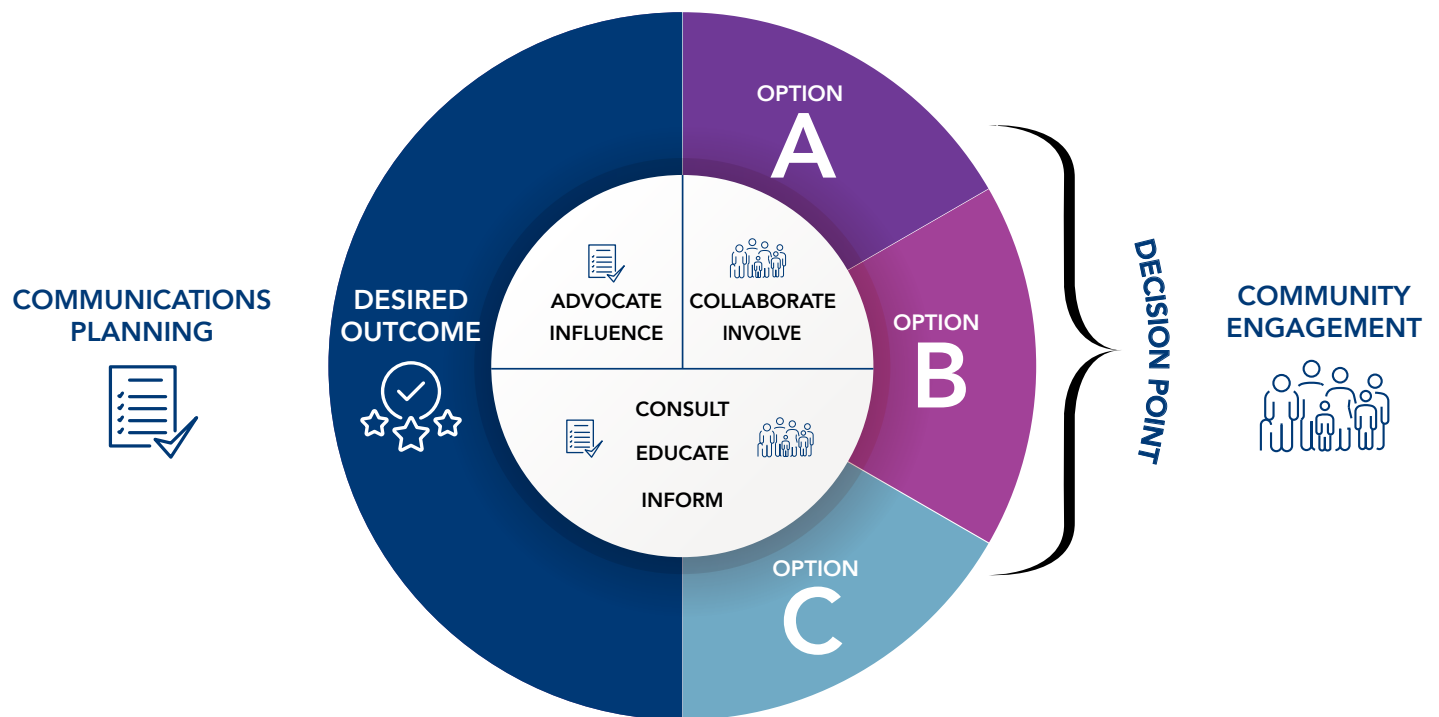 COMMUNICATIONS
PLANNING
DESIRED
OUTCOME
ADVOCATE
INFLUENCE
COLLABORATE
INVOLVE
CONSULT
EDUCATE
INFORM
OPTION
A
OPTION
B
OPTION
C
DECISION POINT
COMMUNITY
ENGAGEMENT